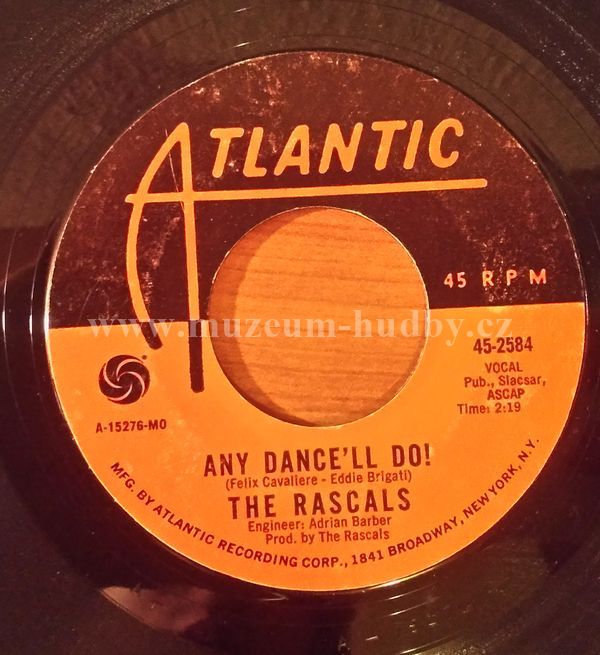 ATLANTIC
45 RPM
www.muzeum-hudby.cz
45-2584
VOCAL
Pub., Slacsar,
ASCAP
Time: 2:19
A-15276-MO
ANY DANCE'LL DO!
(Felix Cavaliere - Eddie Brigati)
THE RASCALS
Engineer: Adrian Barber
Prod. by The Rascals
MFG. BY ATLANTIC RECORDING CORP., 1841 BROADWAY, NEW YORK, N.Y.